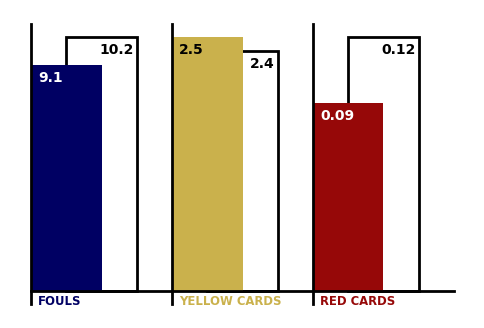 10.2
9.1
2.5
2.4
0.12
0.09
FOULS
YELLOW CARDS
RED CARDS